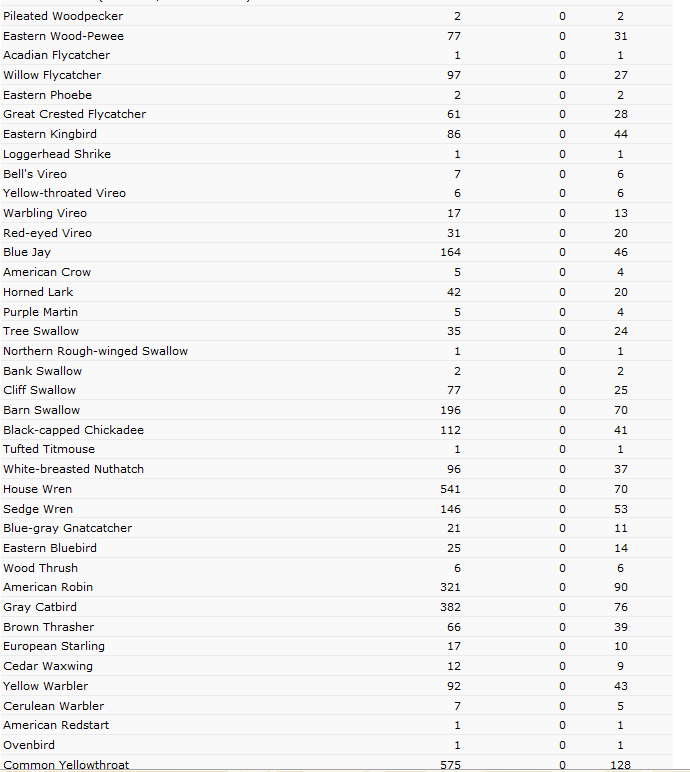 Pileated Woodpecker 2 0 2
Eastern Wood-Pewee 77 0 31
Acadian Flycatcher 1 0 1
Willow Flycatcher 97 0 27
Eastern Phoebe 2 0 2
Great Crested Flycatcher 61 0 28
Eastern Kingbird 86 0 44
Loggerhead Shrike 1 0 1
Bell's Vireo 7 0 6
Yellow-throated Vireo 6 0 6
Warbling Vireo 17 0 13
Red-eyed Vireo 31 0 20
Blue Jay 164 0 46
American Crow 5 0 4
Horned Lark 42 0 20
Purple Martin 5 0 4
Tree Swallow 35 0 24
Northern Rough-winged Swallow 1 0 1
Bank Swallow 2 0 2
Cliff Swallow 77 0 25
Barn Swallow 196 0 70
Black-capped Chickadee 112 0 41
Tufted Titmouse 1 0 1
White-breasted Nuthatch 96 0 37
House Wren 541 0 70
Sedge Wren 146 0 53
Blue-gray Gnatcatcher 21 0 11
Eastern Bluebird 25 0 14
Wood Thrush 6 0 6
American Robin 321 0 90
Gray Catbird 382 0 76
Brown Thrasher 66 0 39
European Starling 17 0 10
Cedar Waxwing 12 0 9
Yellow Warbler 92 0 43
Cerulean Warbler 7 0 5
American Redstart 1 0 1
Ovenbird 1 0 1
Common Yellowthroat 575 0 128